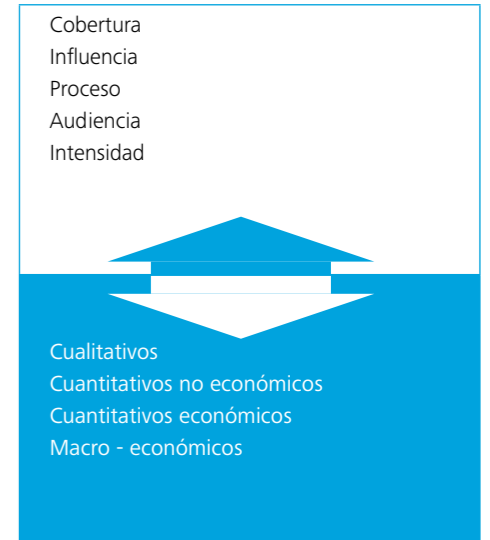 Cobertura
Influencia
Proceso
Audiencia
Intensidad
Cualitativos
Cuantitativos no económicos
Cuantitativos económicos
Macro - económicos